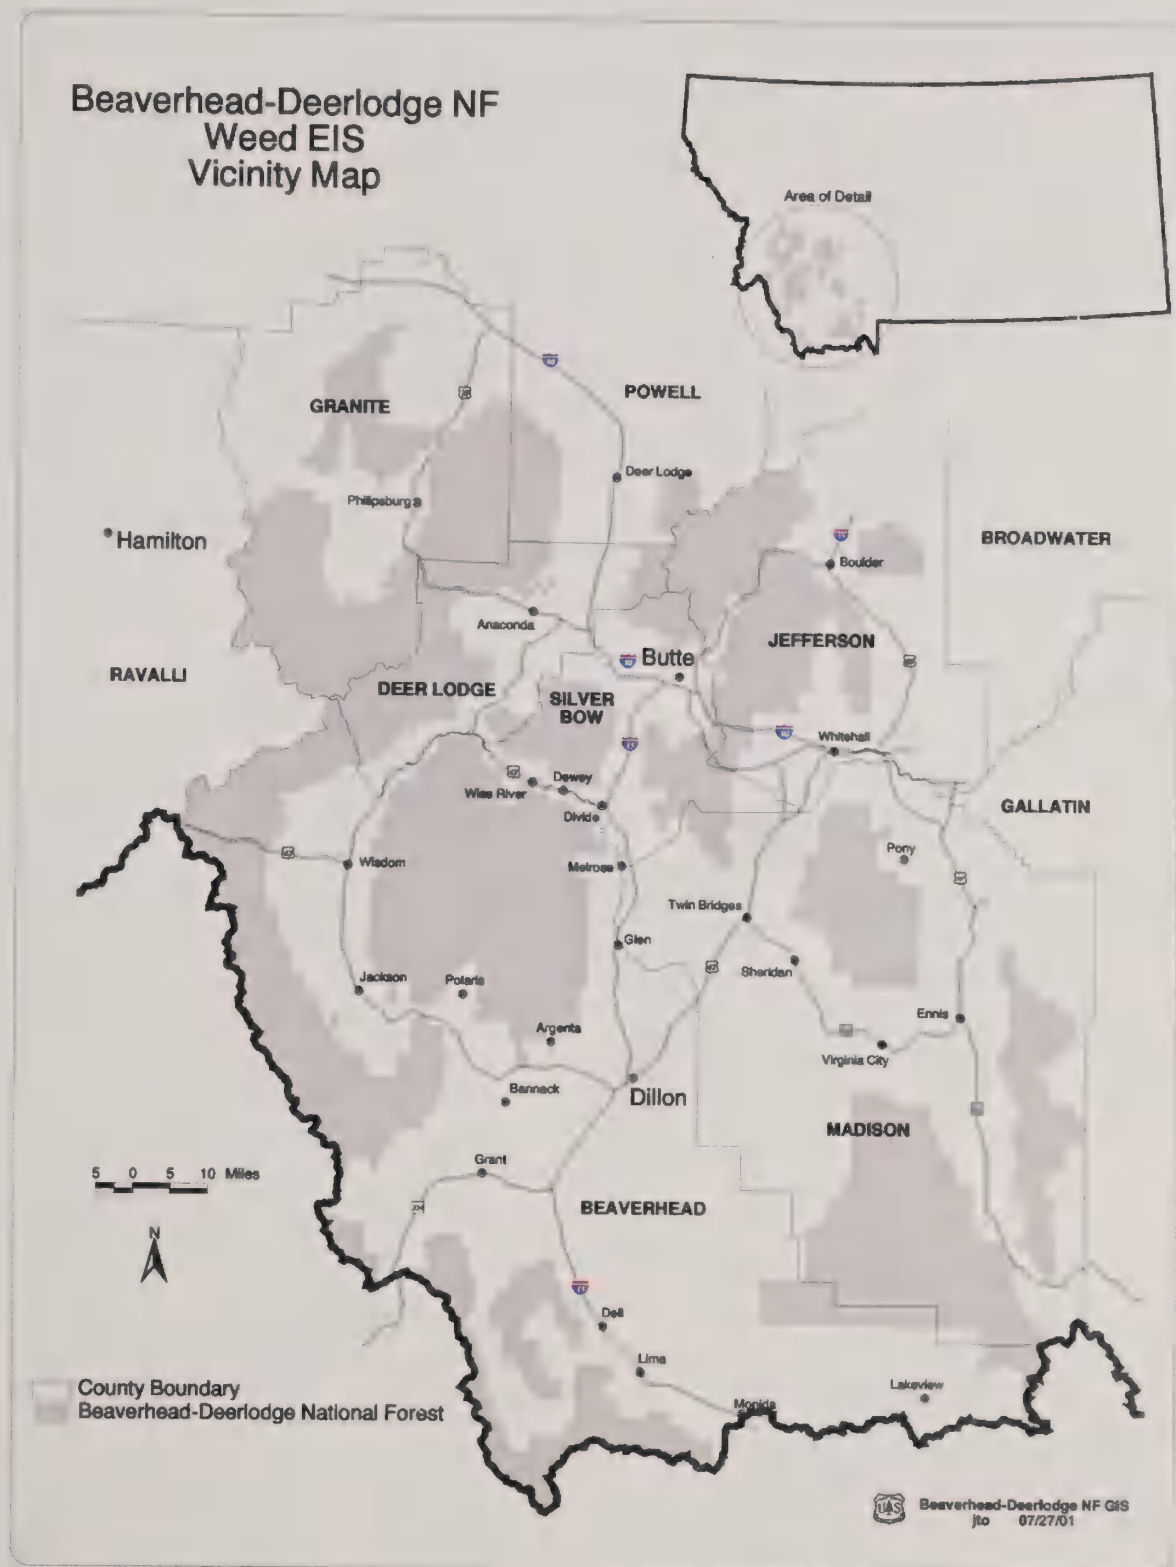 Beaverhead-Deerlodge NF
Weed EIS
Vicinity Map
Area of Detail
90
POWELL
GRANITE
Deer Lodge
Philipsburg
Hamilton
BROADWATER
Boulder
Anaconda
JEFFERSON
Butte
RAVALLI
DEER LODGE
SILVER
BOW
90
Whitehall
Dewey
Wise River
Divide
GALLATIN
Pony
Wisdom
Melrose
Twin Bridges
Glen
Sheridan
Jackson
Polaris
Ennis
Argenta
Virginia City
Bannack
Dillon
MADISON
Grant
5 0 5 10 Miles
BEAVERHEAD
N
Dell
Lima
Lakeview
County Boundary
Monida
Beaverhead-Deerlodge National Forest
UAS
Beaverhead-Deerlodge NF GIS
jto 07/27/01